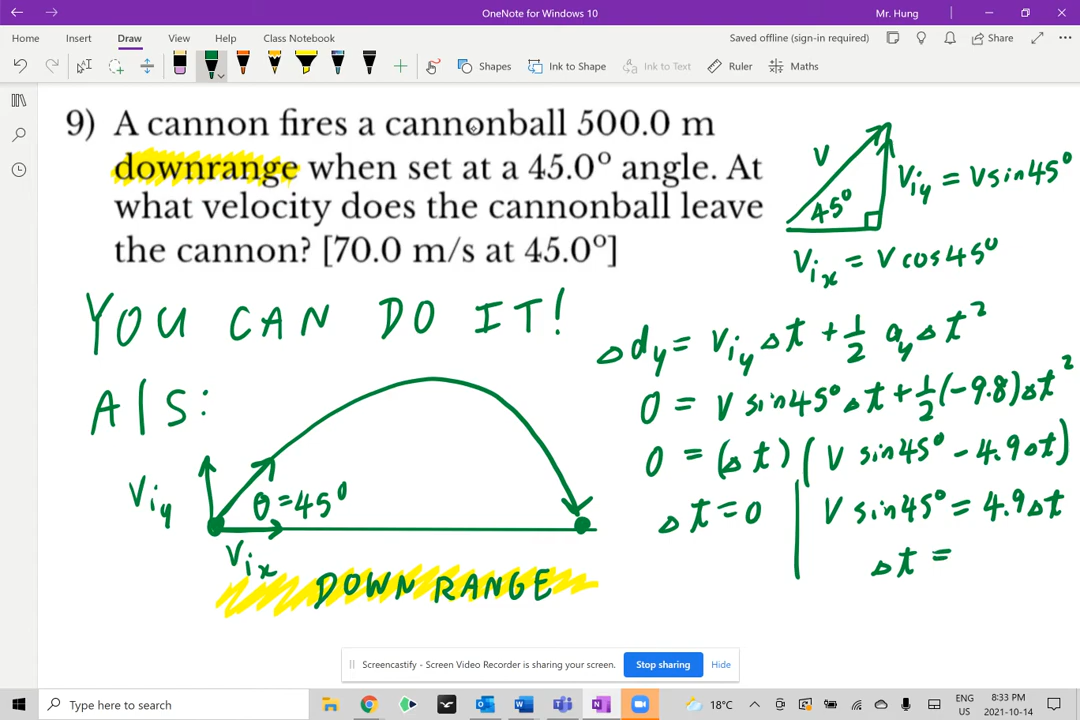 OneNote for Windows 10
Mr. Hung
Home Insert Draw View Help Class Notebook
Saved offline (sign-in required) Share
Shapes Ink to Shape Ink to Text Ruler Maths
9) A cannon fires a cannonball 500.0 m
downrange when set at a 45.0° angle. At
what velocity does the cannonball leave
the cannon? [70.0 m/s at 45.0°]
V
45°
Viy = V sin 45°
Vix = V cos 45°
YOU CAN DO IT!
A/S:
Viy
θ = 45°
Vix
DOWN RANGE
Δdy = Viy Δt + 1/2 ay Δt²
0 = V sin45° Δt + 1/2 (-9.8) Δt²
0 = (Δt) (V sin45° - 4.9Δt)
Δt = 0 | V sin45° = 4.9Δt
Δt =
Screencastify - Screen Video Recorder is sharing your screen. Stop sharing Hide
Type here to search
18°C
ENG
US
8:33 PM
2021-10-14